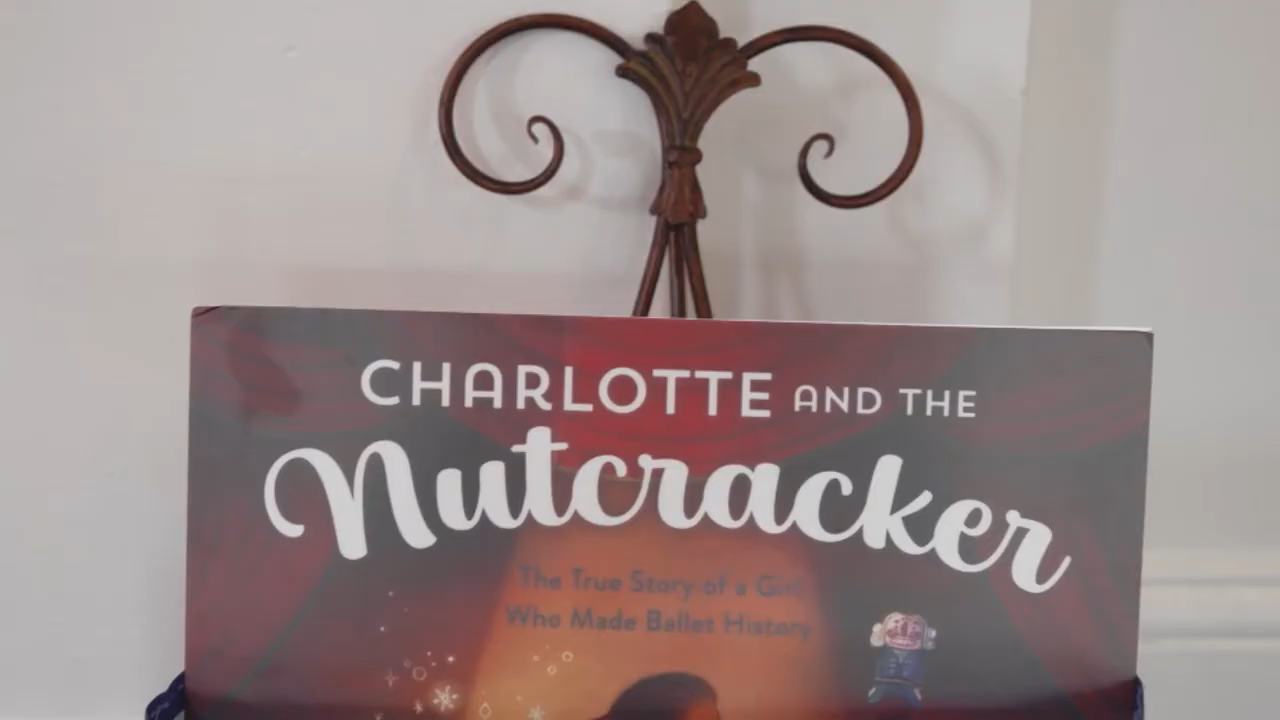 CHARLOTTE AND THE
Nutcracker
The True Story of a Girl
Who Made Ballet History